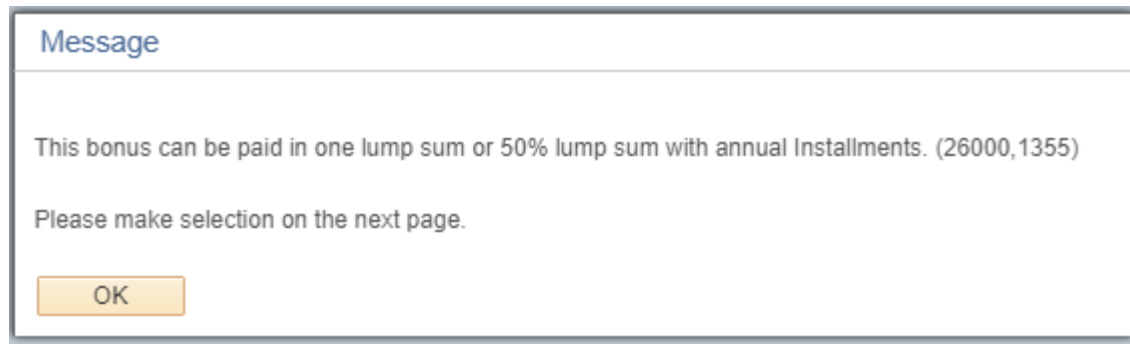 Message
This bonus can be paid in one lump sum or 50% lump sum with annual Installments. (26000,1355)
Please make selection on the next page.
OK